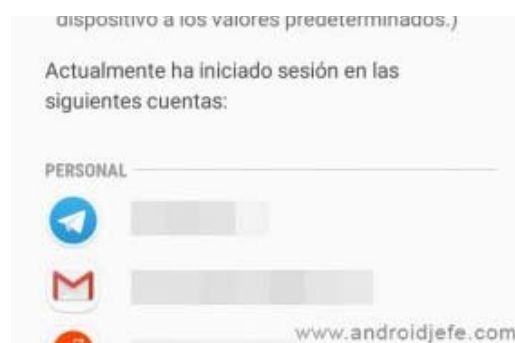 dispositivo a los valores predeterminados.)
Actualmente ha iniciado sesión en las
siguientes cuentas:
PERSONAL
www.androidjefe.com